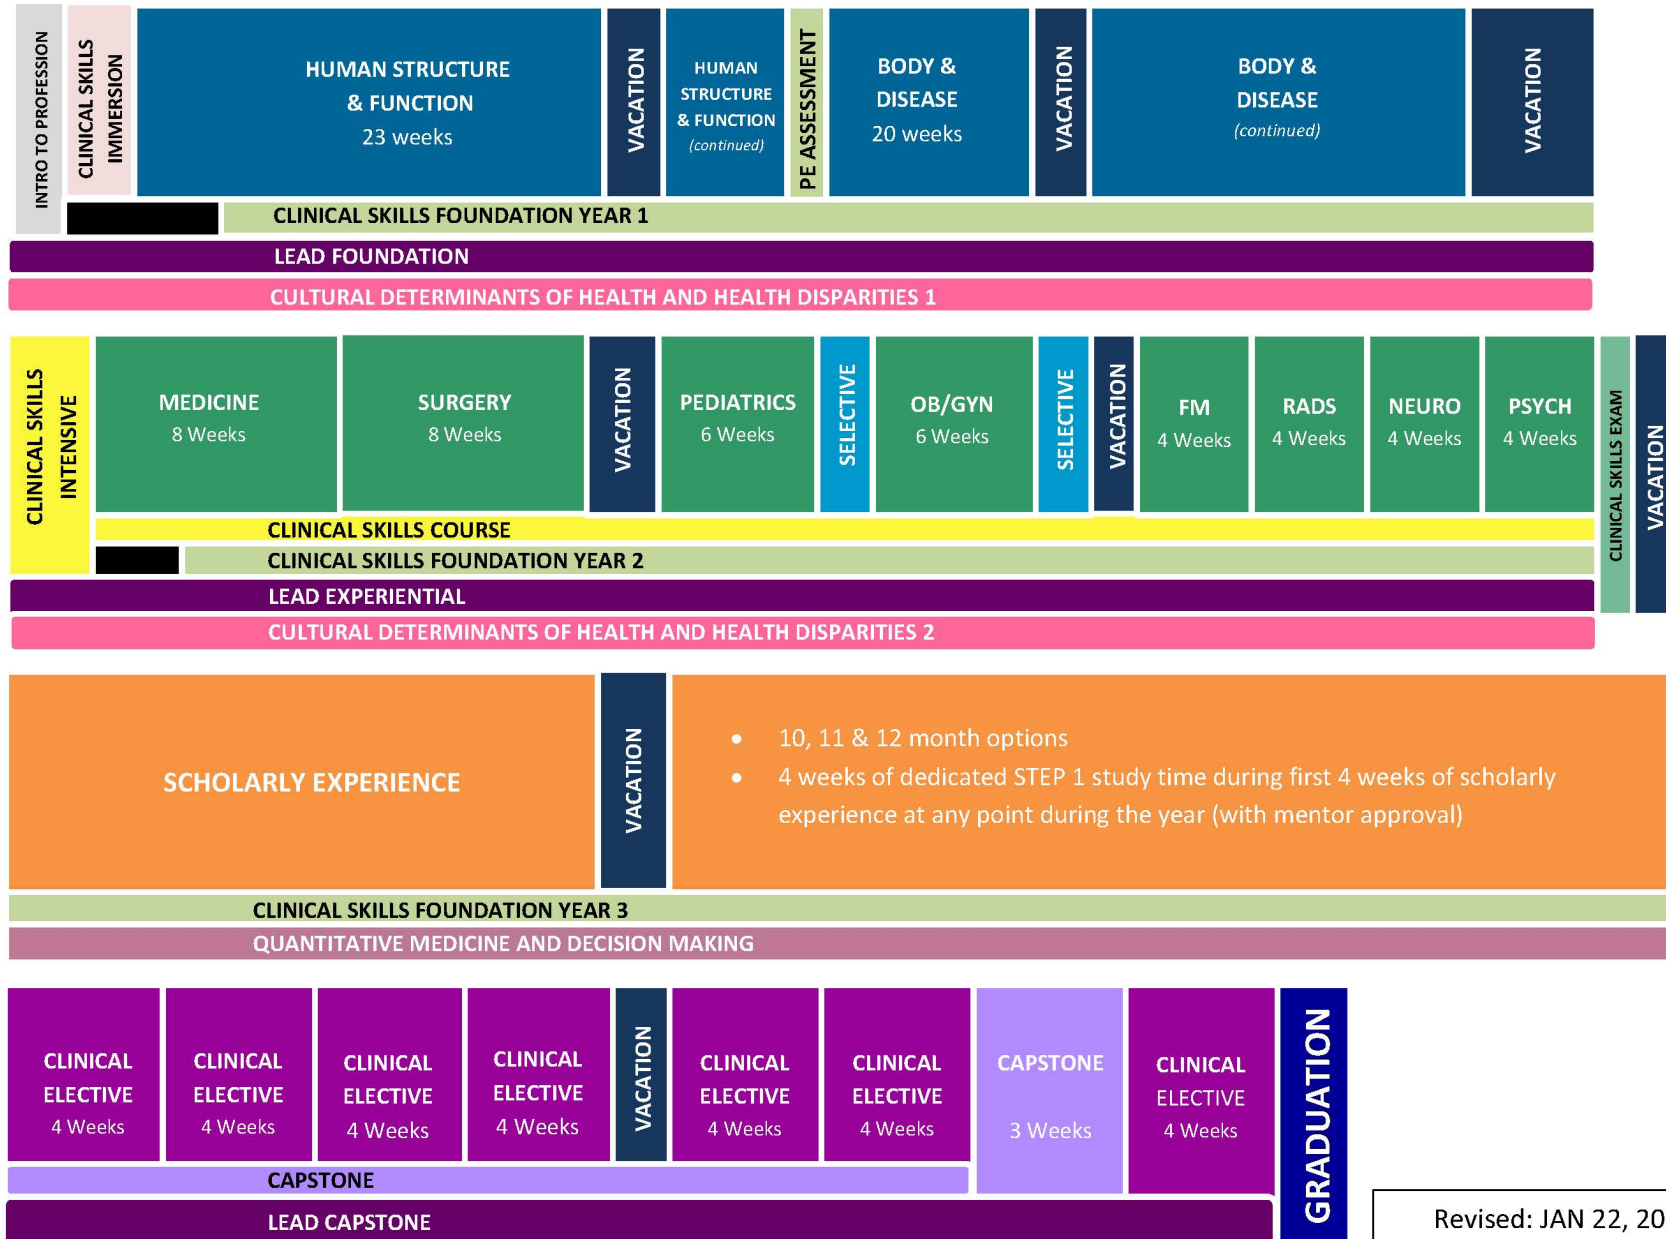 INTRO TO PROFESSION
CLINICAL SKILLS
IMMERSION
HUMAN STRUCTURE
& FUNCTION
23 weeks
VACATION
HUMAN
STRUCTURE
& FUNCTION
(continued)
PE ASSESSMENT
BODY &
DISEASE
20 weeks
VACATION
BODY &
DISEASE
(continued)
VACATION
CLINICAL SKILLS FOUNDATION YEAR 1
LEAD FOUNDATION
CULTURAL DETERMINANTS OF HEALTH AND HEALTH DISPARITIES 1
CLINICAL SKILLS
INTENSIVE
MEDICINE
8 Weeks
SURGERY
8 Weeks
VACATION
PEDIATRICS
6 Weeks
SELECTIVE
OB/GYN
6 Weeks
SELECTIVE
VACATION
FM
4 Weeks
RADS
4 Weeks
NEURO
4 Weeks
PSYCH
4 Weeks
CLINICAL SKILLS EXAM
VACATION
CLINICAL SKILLS COURSE
CLINICAL SKILLS FOUNDATION YEAR 2
LEAD EXPERIENTIAL
CULTURAL DETERMINANTS OF HEALTH AND HEALTH DISPARITIES 2
SCHOLARLY EXPERIENCE
VACATION
• 10, 11 & 12 month options
• 4 weeks of dedicated STEP 1 study time during first 4 weeks of scholarly
experience at any point during the year (with mentor approval)
CLINICAL SKILLS FOUNDATION YEAR 3
QUANTITATIVE MEDICINE AND DECISION MAKING
CLINICAL
ELECTIVE
4 Weeks
CLINICAL
ELECTIVE
4 Weeks
CLINICAL
ELECTIVE
4 Weeks
CLINICAL
ELECTIVE
4 Weeks
VACATION
CLINICAL
ELECTIVE
4 Weeks
CLINICAL
ELECTIVE
4 Weeks
CAPSTONE
3 Weeks
CLINICAL
ELECTIVE
4 Weeks
GRADUATION
CAPSTONE
LEAD CAPSTONE
Revised: JAN 22, 20